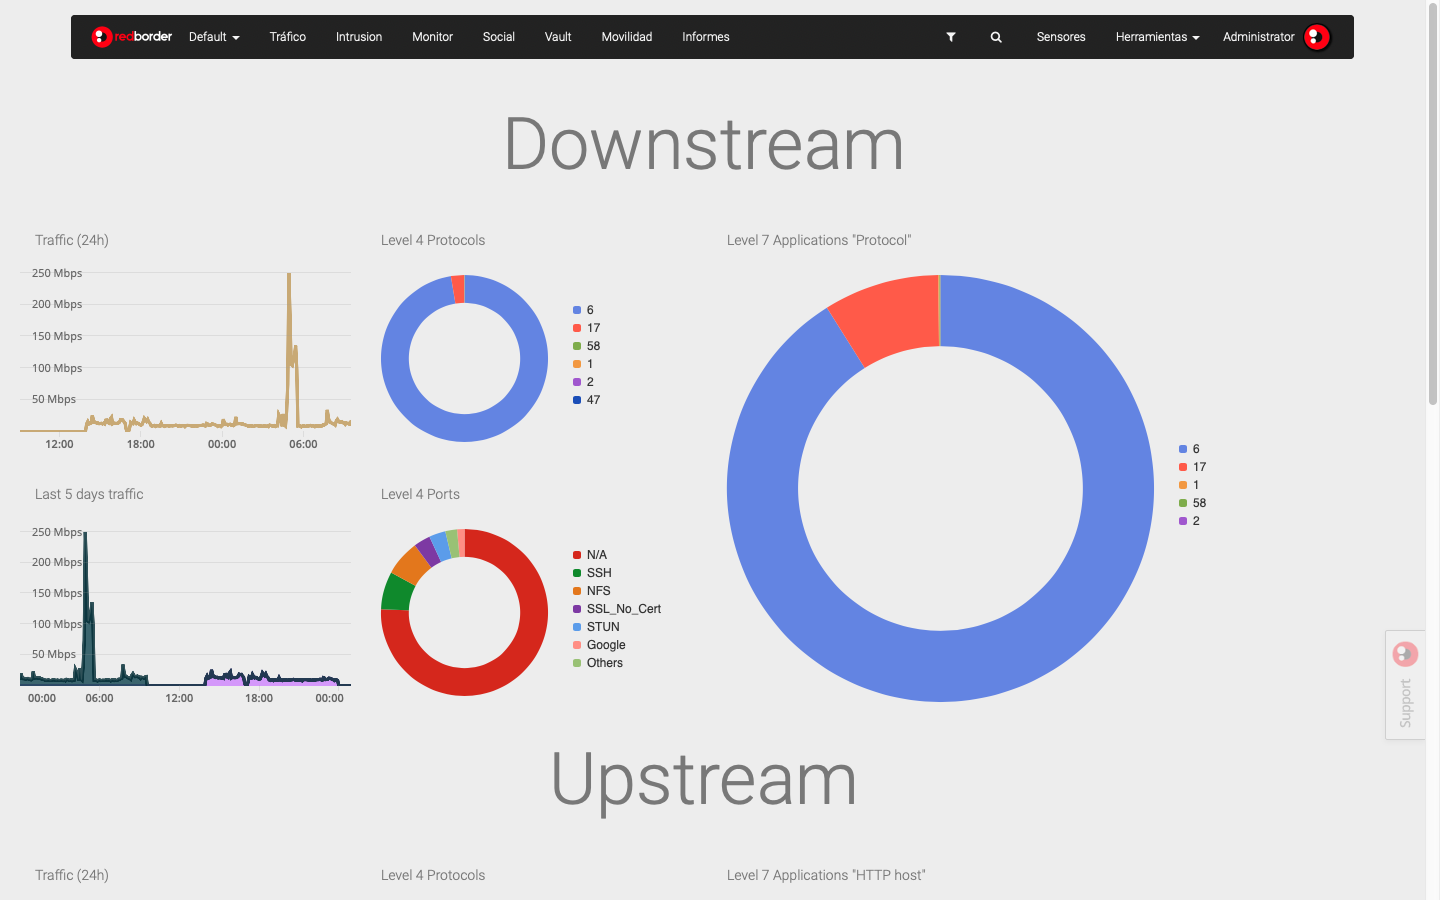 redborder Default Tráfico Intrusion Monitor Social Vault Movilidad Informes Sensores Herramientas Administrator
Downstream
Traffic (24h)
250 Mbps
200 Mbps
150 Mbps
100 Mbps
50 Mbps
12:00 18:00 00:00 06:00
Level 4 Protocols
6
17
58
1
2
47
Level 7 Applications "Protocol"
6
17
1
58
2
Last 5 days traffic
250 Mbps
200 Mbps
150 Mbps
100 Mbps
50 Mbps
00:00 06:00 12:00 18:00 00:00
Level 4 Ports
N/A
SSH
NFS
SSL_No_Cert
STUN
Google
Others
Support
Upstream
Traffic (24h)
Level 4 Protocols
Level 7 Applications "HTTP host"